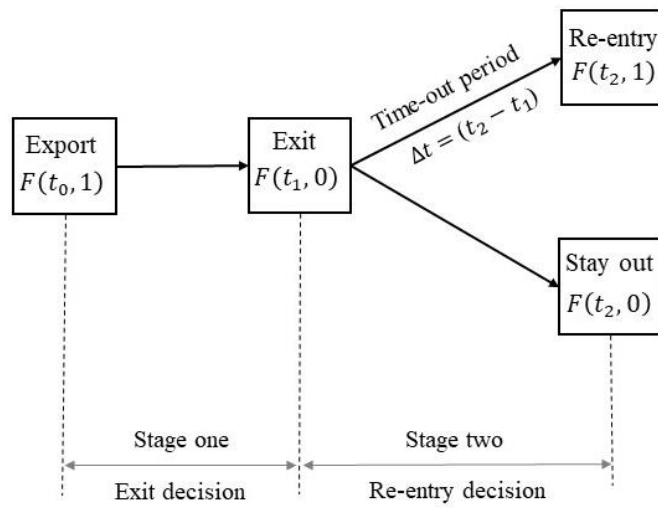 Re-entry
F(t₂, 1)
Time-out period
Δt = (t₂ − t₁)
Export
F(t₀, 1)
Exit
F(t₁, 0)
Stay out
F(t₂, 0)
Stage one
Stage two
Exit decision
Re-entry decision